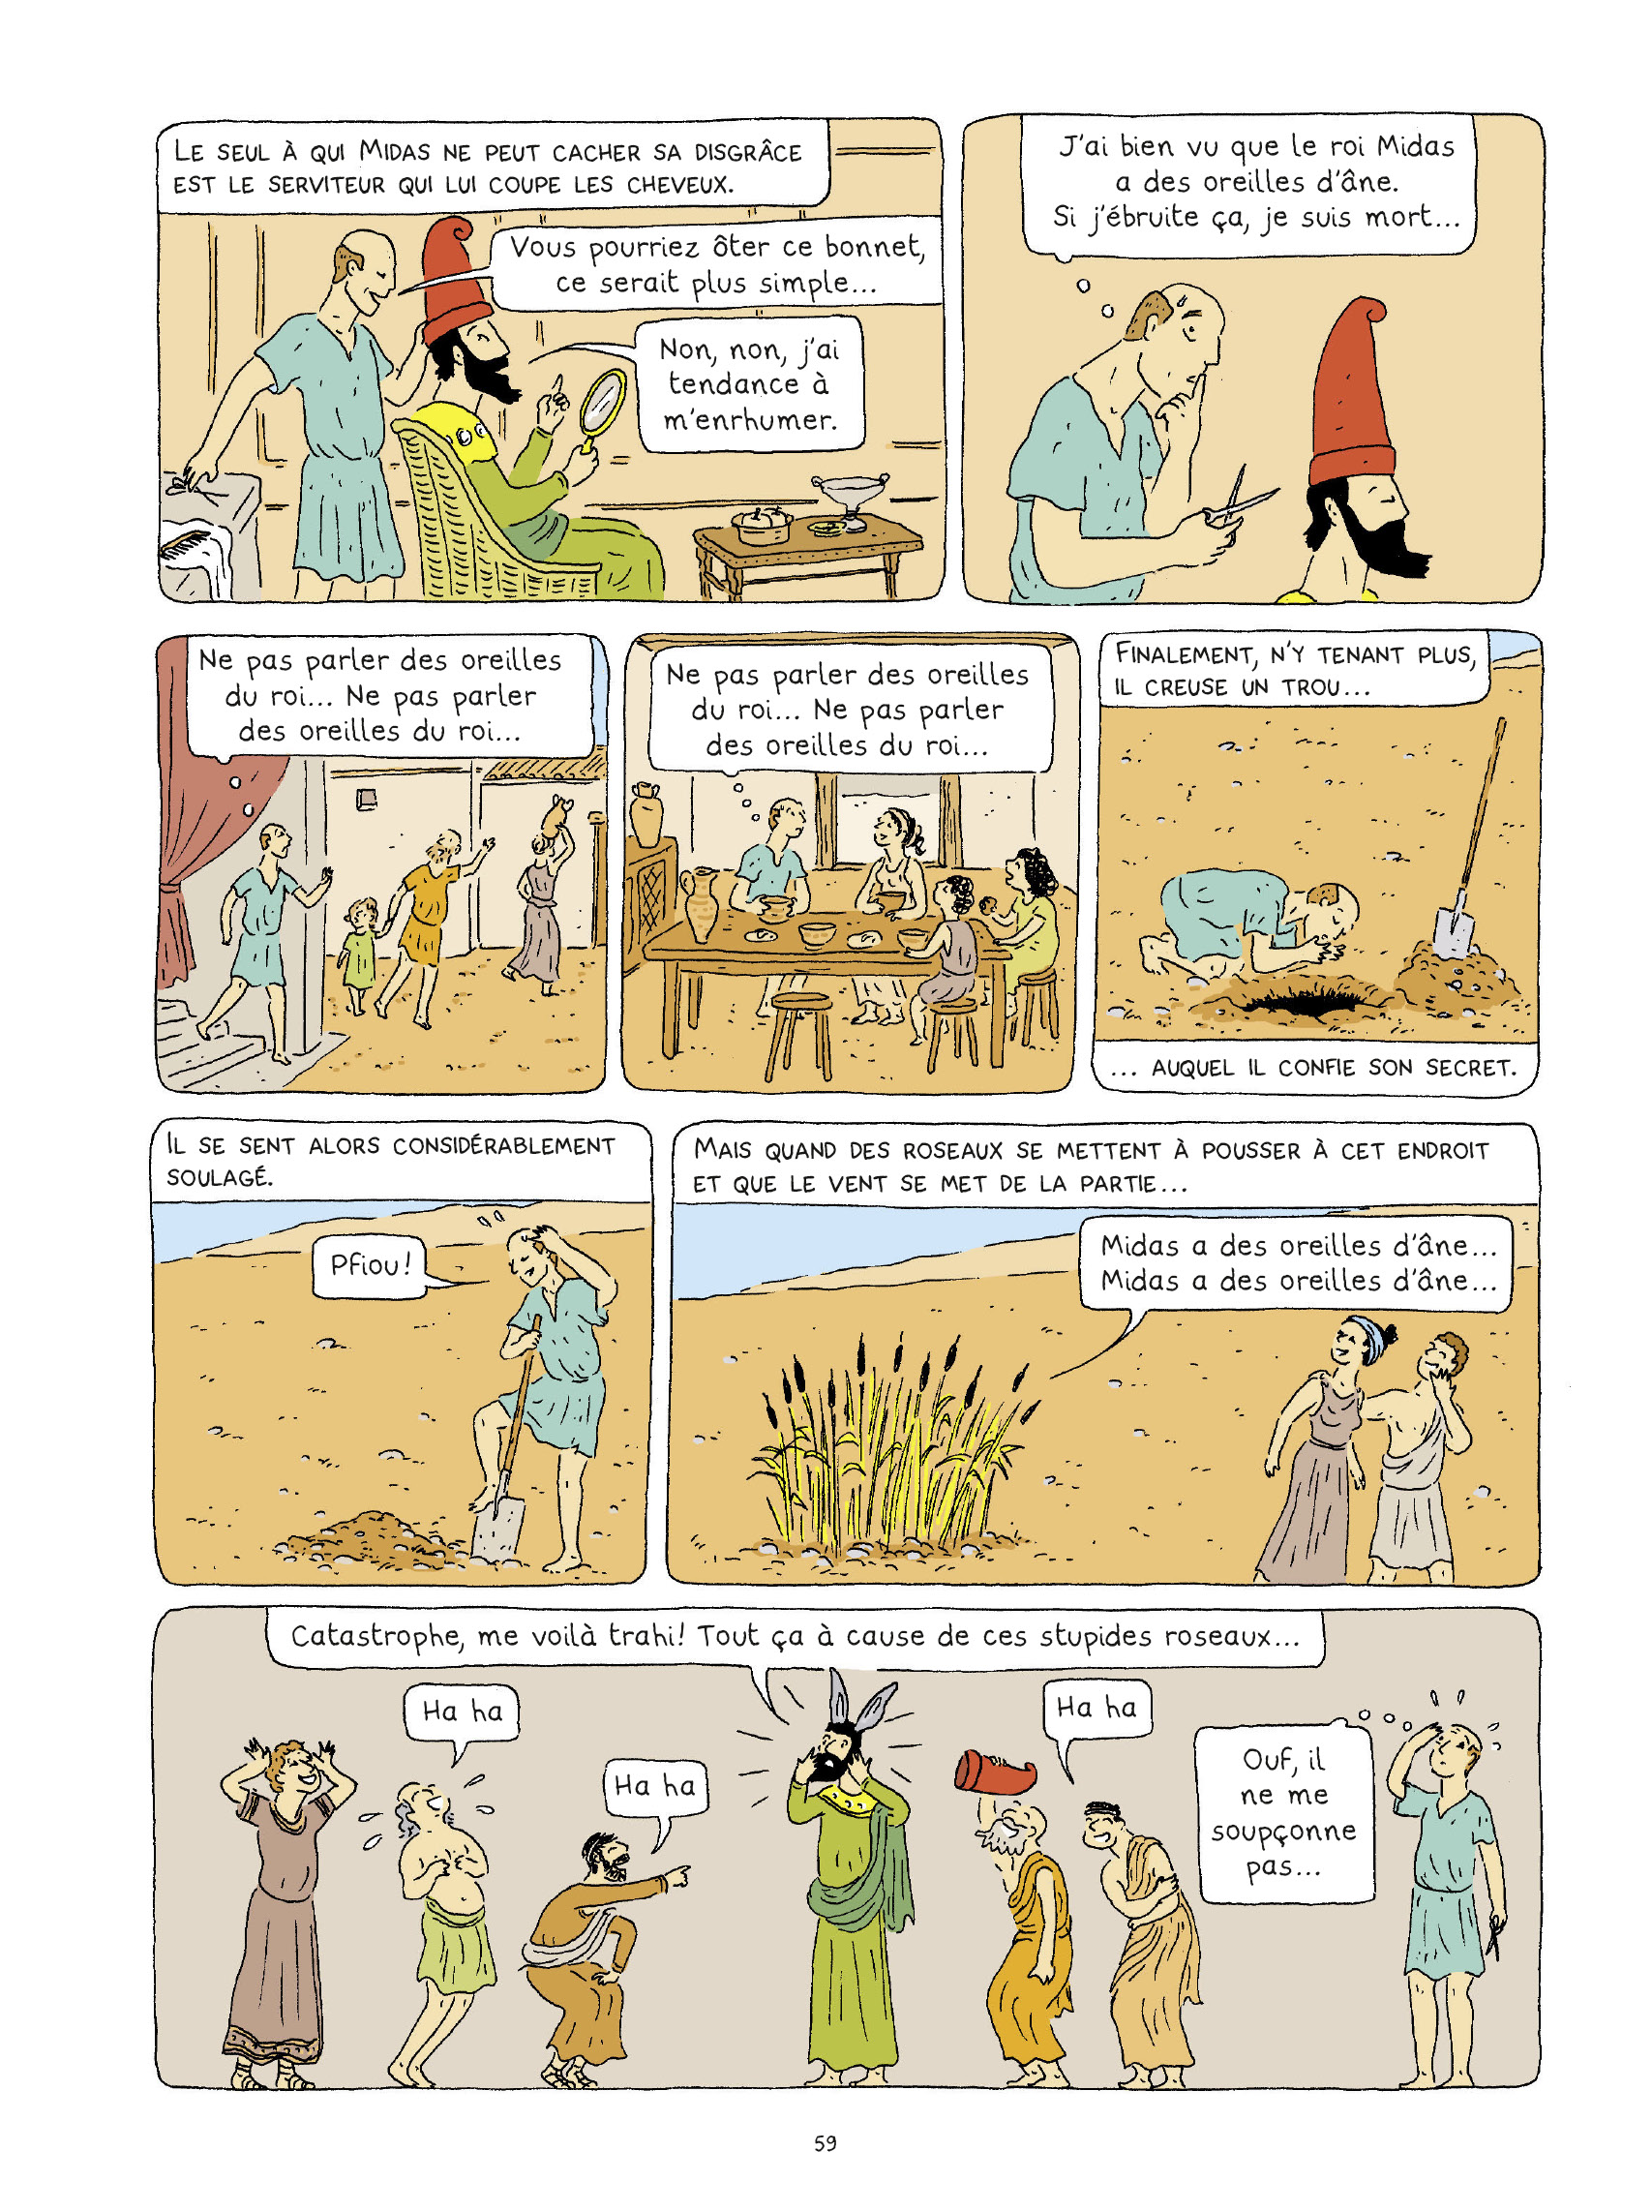 Le seul à qui Midas ne peut cacher sa disgrâce
est le serviteur qui lui coupe les cheveux.
Vous pourriez ôter ce bonnet,
ce serait plus simple...
Non, non, j'ai
tendance à
m'enrhumer.
J'ai bien vu que le roi Midas
a des oreilles d'âne.
Si j'ébruite ça, je suis mort...
Ne pas parler des oreilles
du roi... Ne pas parler
des oreilles du roi...
Ne pas parler des oreilles
du roi... Ne pas parler
des oreilles du roi...
Finalement, n'y tenant plus,
il creuse un trou...
... auquel il confie son secret.
Il se sent alors considérablement
soulagé.
Pfiou!
Mais quand des roseaux se mettent à pousser à cet endroit
et que le vent se met de la partie...
Midas a des oreilles d'âne...
Midas a des oreilles d'âne...
Catastrophe, me voilà trahi! Tout ça à cause de ces stupides roseaux...
Ha ha
Ha ha
Ha ha
Ouf, il
ne me
soupçonne
pas...
59